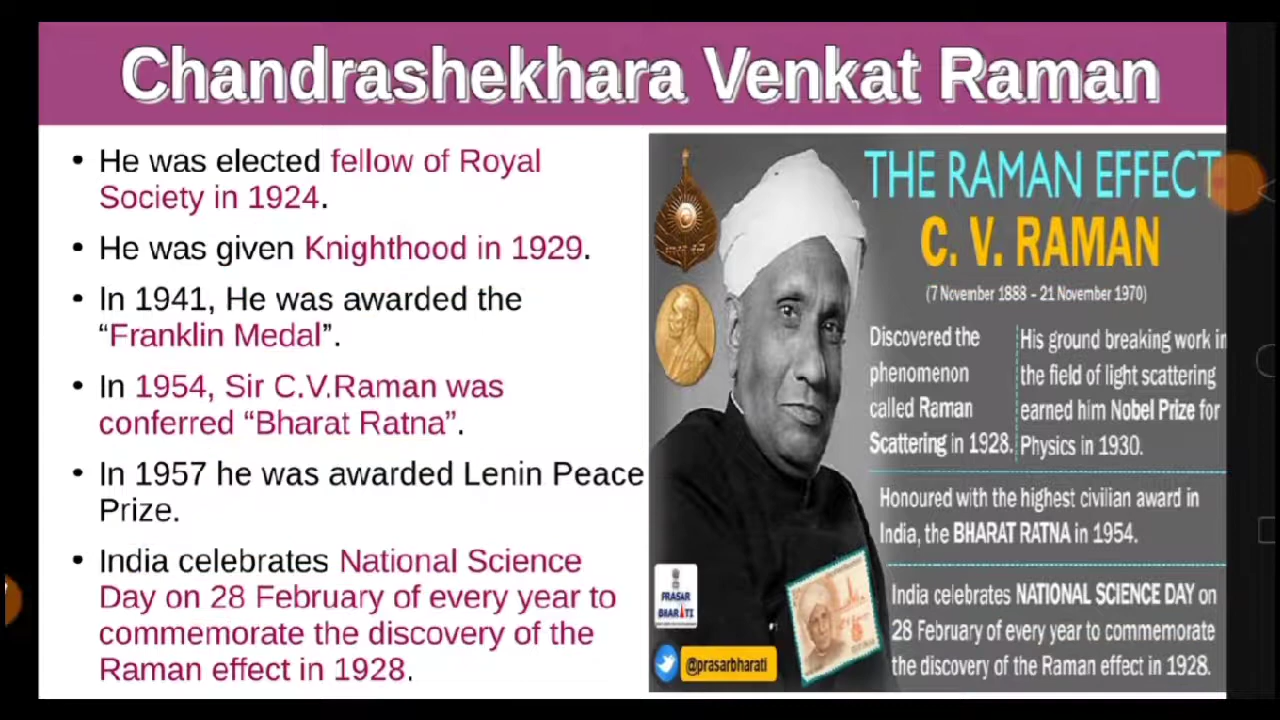 Chandrashekhara Venkat Raman
• He was elected fellow of Royal
Society in 1924.
• He was given Knighthood in 1929.
• In 1941, He was awarded the
“Franklin Medal”.
• In 1954, Sir C.V.Raman was
conferred “Bharat Ratna”.
• In 1957 he was awarded Lenin Peace
Prize.
• India celebrates National Science
Day on 28 February of every year to
commemorate the discovery of the
Raman effect in 1928.
THE RAMAN EFFECT
C. V. RAMAN
(7 November 1888 - 21 November 1970)
Discovered the
phenomenon
called Raman
Scattering in 1928.
His ground breaking work in
the field of light scattering
earned him Nobel Prize for
Physics in 1930.
Honoured with the highest civilian award in
India, the BHARAT RATNA in 1954.
India celebrates NATIONAL SCIENCE DAY on
28 February of every year to commemorate
the discovery of the Raman effect in 1928.
PRASAR
BHARATI
@prasarbharati